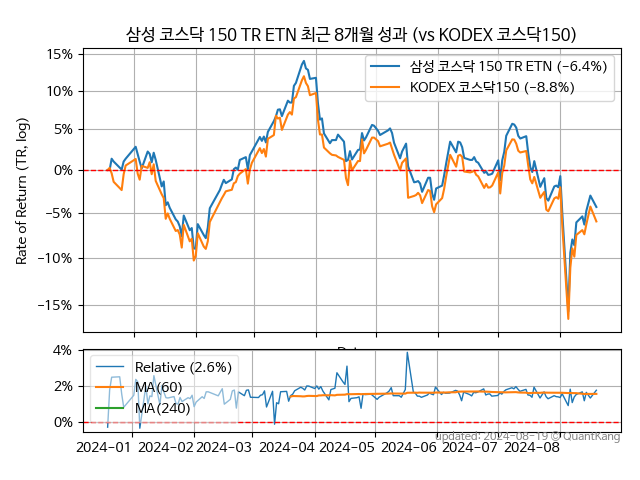 삼성 코스닥 150 TR ETN 최근 8개월 성과 (vs KODEX 코스닥150)
Rate of Return (TR, log)
15%
10%
5%
0%
−5%
−10%
−15%
삼성 코스닥 150 TR ETN (−6.4%)
KODEX 코스닥150 (−8.8%)
4%
2%
0%
Relative (2.6%)
MA(60)
MA(240)
2024−01 2024−02 2024−03 2024−04 2024−05 2024−06 2024−07 2024−08
updated: 2024−08−19 © QuantKang